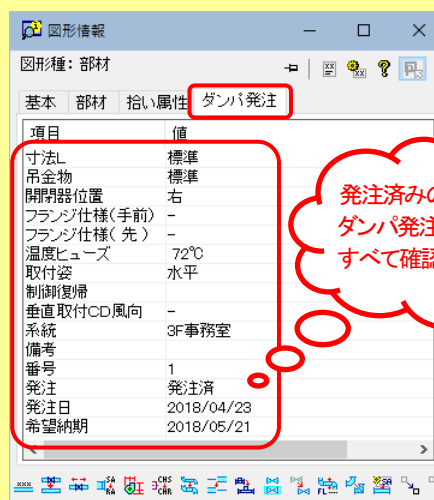 図形情報
図形種：部材
基本 部材 拾い属性 ダンパ発注
項目 値
寸法L 標準
吊金物 標準
開閉器位置 右
フランジ仕様(手前) -
フランジ仕様( 先 ) -
温度ヒューズ 72℃
取付姿 水平
制御復帰
垂直取付CD風向 -
系統 3F事務室
備考
番号 1
発注 発注済
発注日 2018/04/23
希望納期 2018/05/21
発注済みの
ダンパ発注
すべて確認